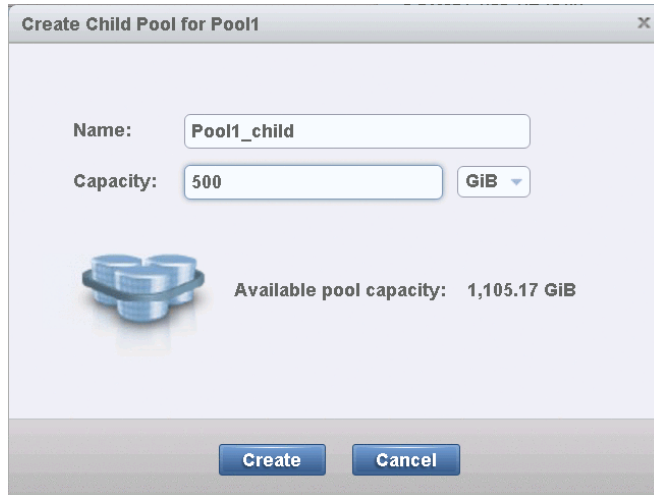 Create Child Pool for Pool1
x
Name:
Pool1_child
Capacity:
500
GiB
Available pool capacity: 1,105.17 GiB
Create
Cancel